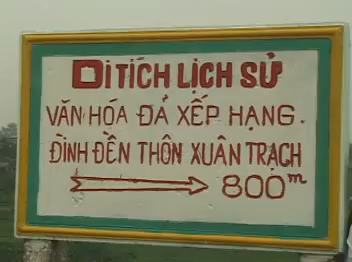 DI TÍCH LỊCH SỬ
VĂN HÓA ĐÃ XẾP HẠNG.
ĐÌNH ĐỀN THÔN XUÂN TRẠCH
800m